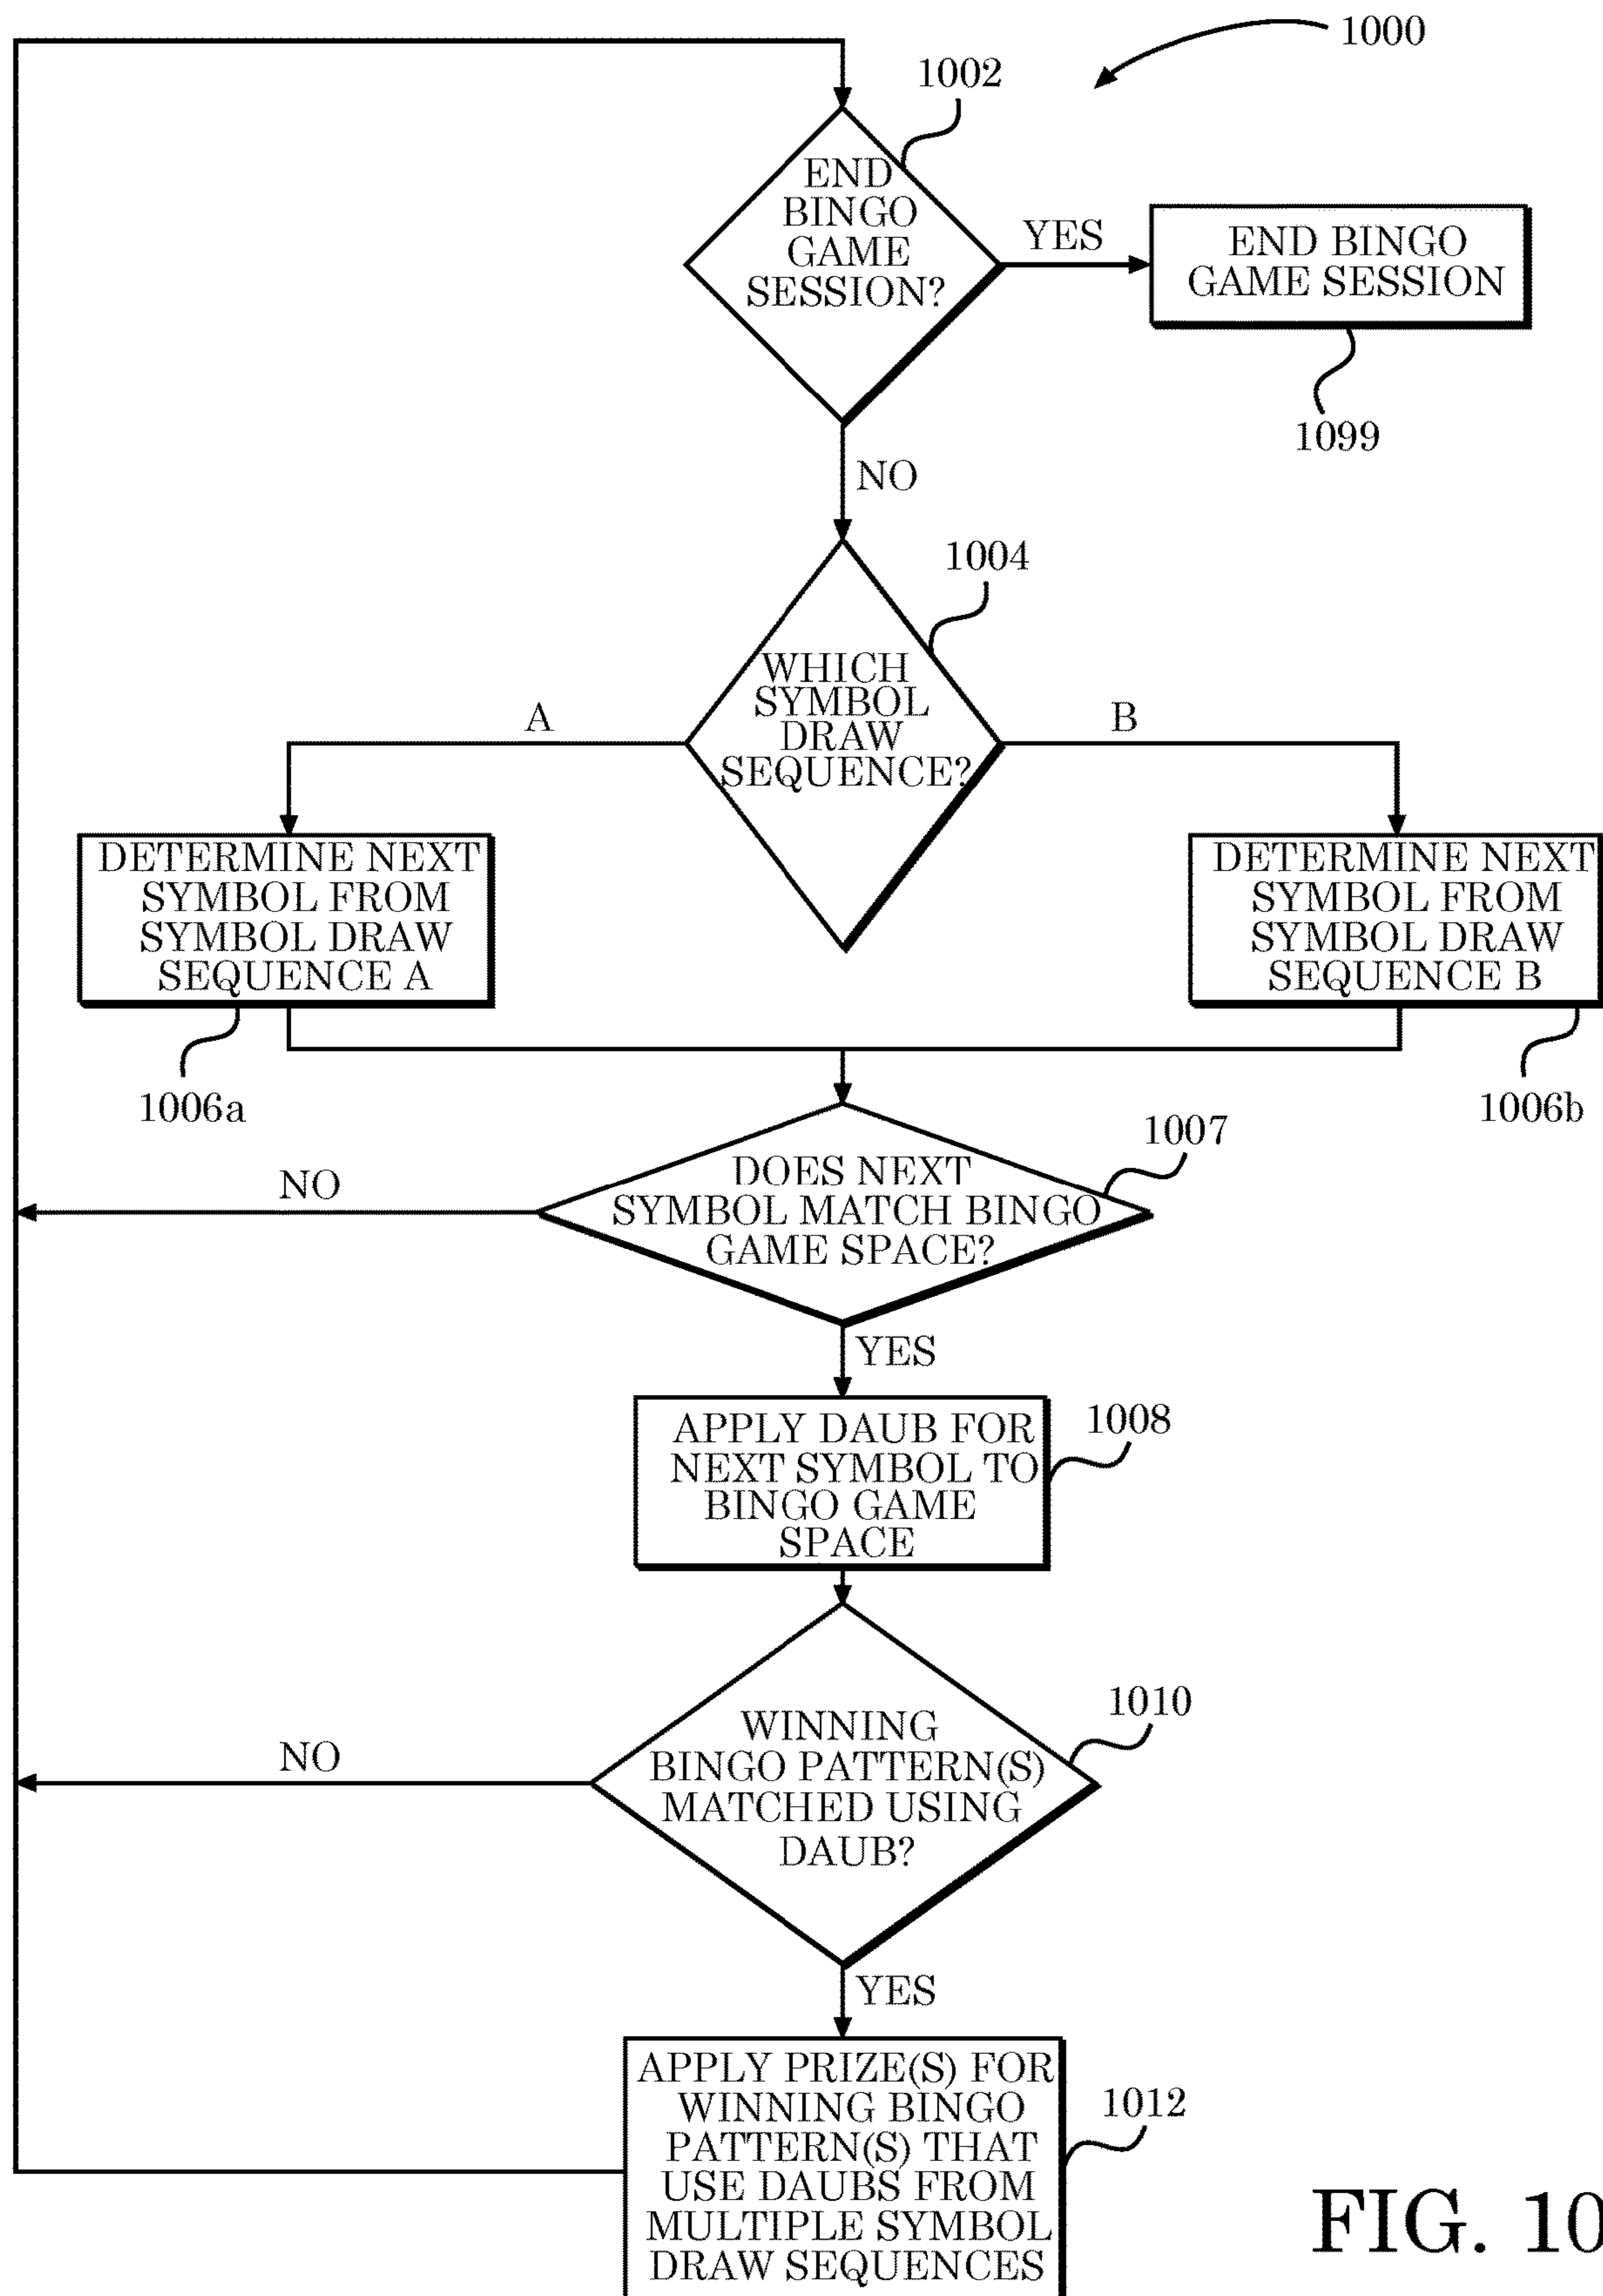 1000
1002
END
BINGO
GAME
SESSION?
YES
END BINGO
GAME SESSION
1099
NO
1004
WHICH
SYMBOL
DRAW
SEQUENCE?
A
B
DETERMINE NEXT
SYMBOL FROM
SYMBOL DRAW
SEQUENCE A
DETERMINE NEXT
SYMBOL FROM
SYMBOL DRAW
SEQUENCE B
1006a
1006b
1007
DOES NEXT
SYMBOL MATCH BINGO
GAME SPACE?
NO
YES
1008
APPLY DAUB FOR
NEXT SYMBOL TO
BINGO GAME
SPACE
1010
WINNING
BINGO PATTERN(S)
MATCHED USING
DAUB?
NO
YES
APPLY PRIZE(S) FOR
WINNING BINGO
PATTERN(S) THAT
USE DAUBS FROM
MULTIPLE SYMBOL
DRAW SEQUENCES
1012
FIG. 10